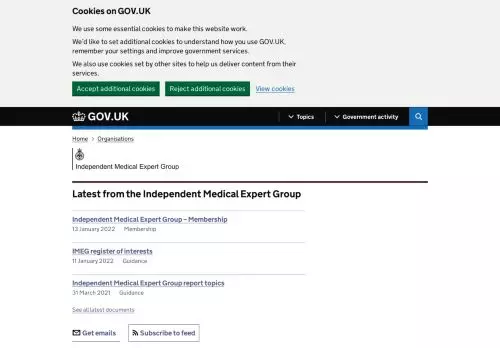 Cookies on GOV.UK
We use some essential cookies to make this website work.
We'd like to set additional cookies to understand how you use GOV.UK,
remember your settings and improve government services.
We also use cookies set by other sites to help us deliver content from their
services.
Accept additional cookies Reject additional cookies View cookies
GOV.UK Topics Government activity
Home Organisations
Independent Medical Expert Group
Latest from the Independent Medical Expert Group
Independent Medical Expert Group – Membership
13 January 2022 Membership
IMEG register of interests
11 January 2022 Guidance
Independent Medical Expert Group report topics
31 March 2021 Guidance
See all latest documents
Get emails Subscribe to feed